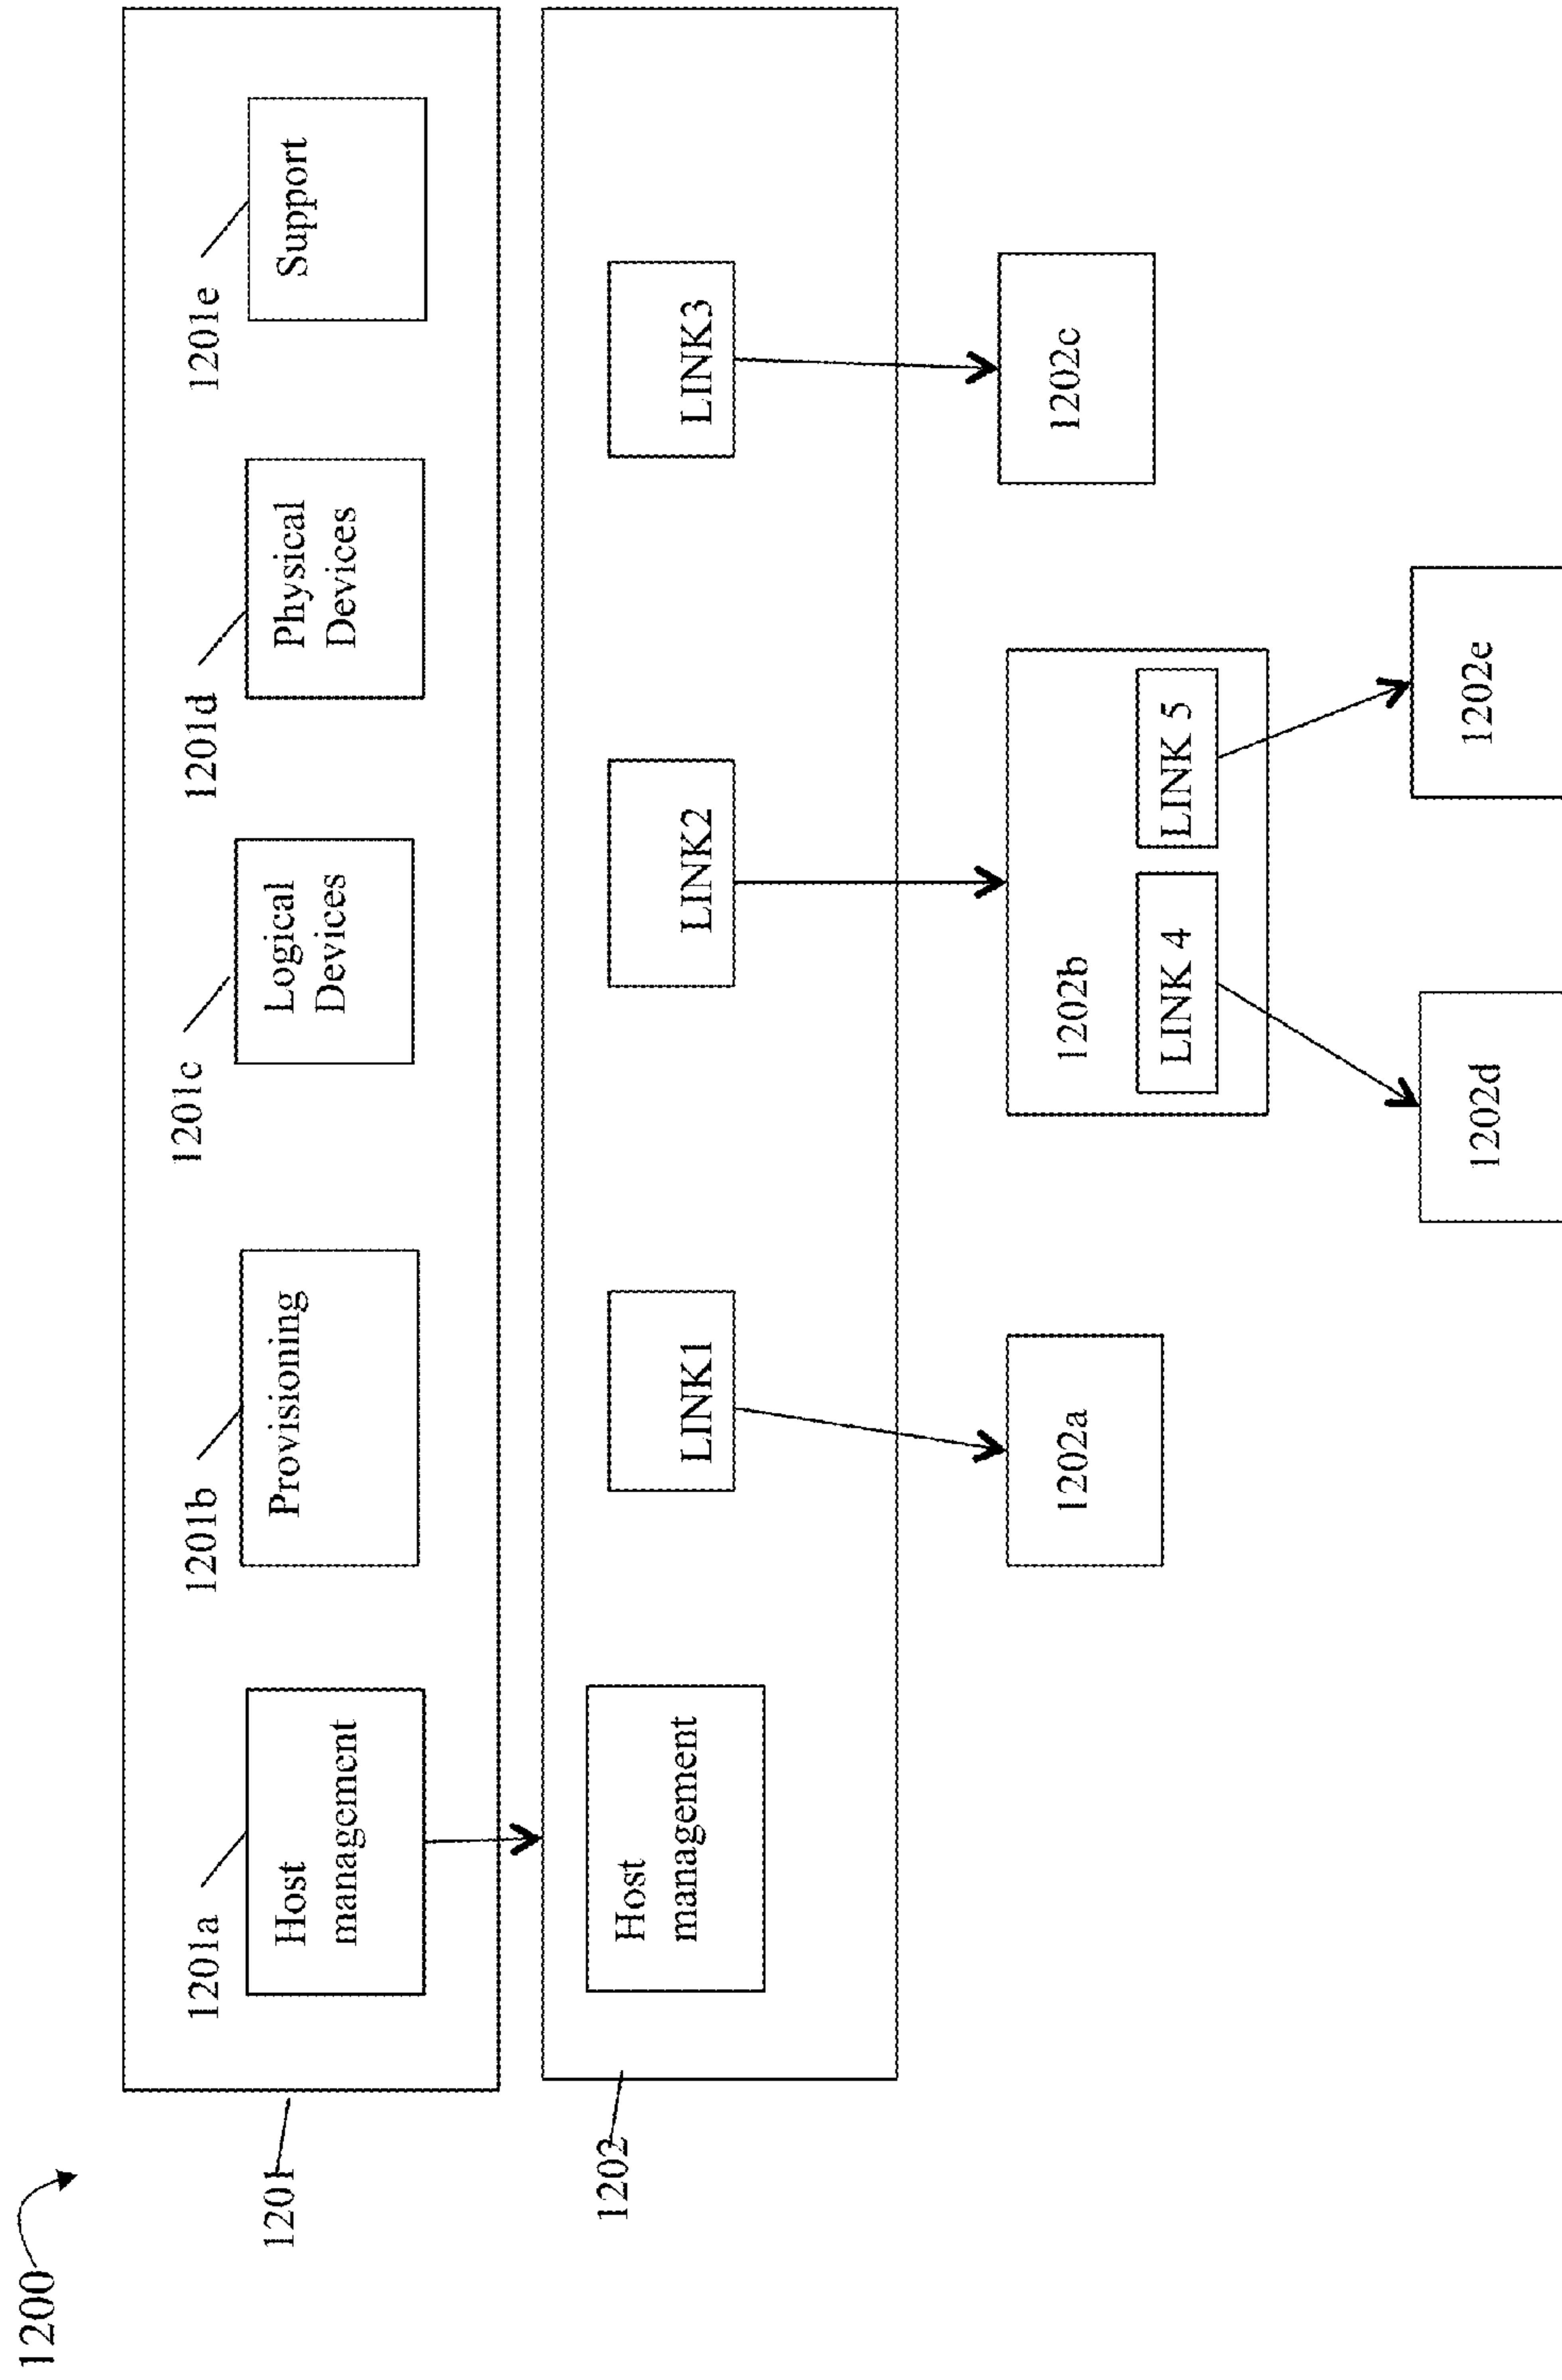 1200
1201
1201a
1201b
1201c
1201d
1201e
Host
management
Provisioning
Logical
Devices
Physical
Devices
Support
1202
Host
management
LINK1
LINK2
LINK3
1202a
1202b
LINK 4
LINK 5
1202c
1202d
1202e